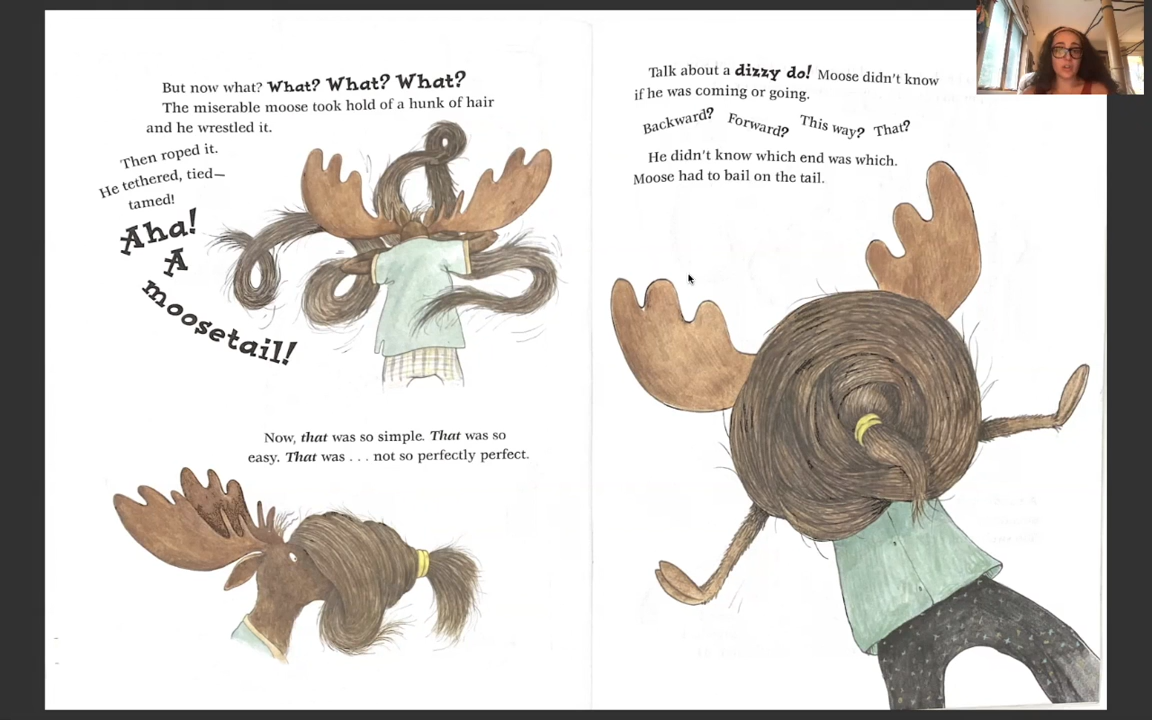 But now what? What? What? What?
The miserable moose took hold of a hunk of hair
and he wrestled it.
Then roped it.
He tethered, tied—
tamed!
Aha!
A
moosetail!
Now, that was so simple. That was so
easy. That was . . . not so perfectly perfect.
Talk about a dizzy do! Moose didn't know
if he was coming or going.
Backward? Forward? This way? That?
He didn't know which end was which.
Moose had to bail on the tail.